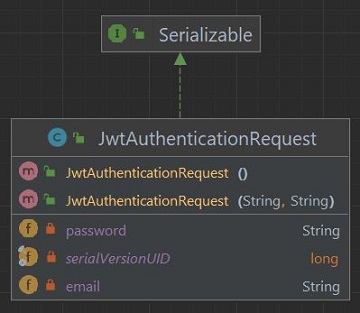 I Serializable
C JwtAuthenticationRequest
m JwtAuthenticationRequest ()
m JwtAuthenticationRequest (String, String)
f password String
f serialVersionUID long
f email String